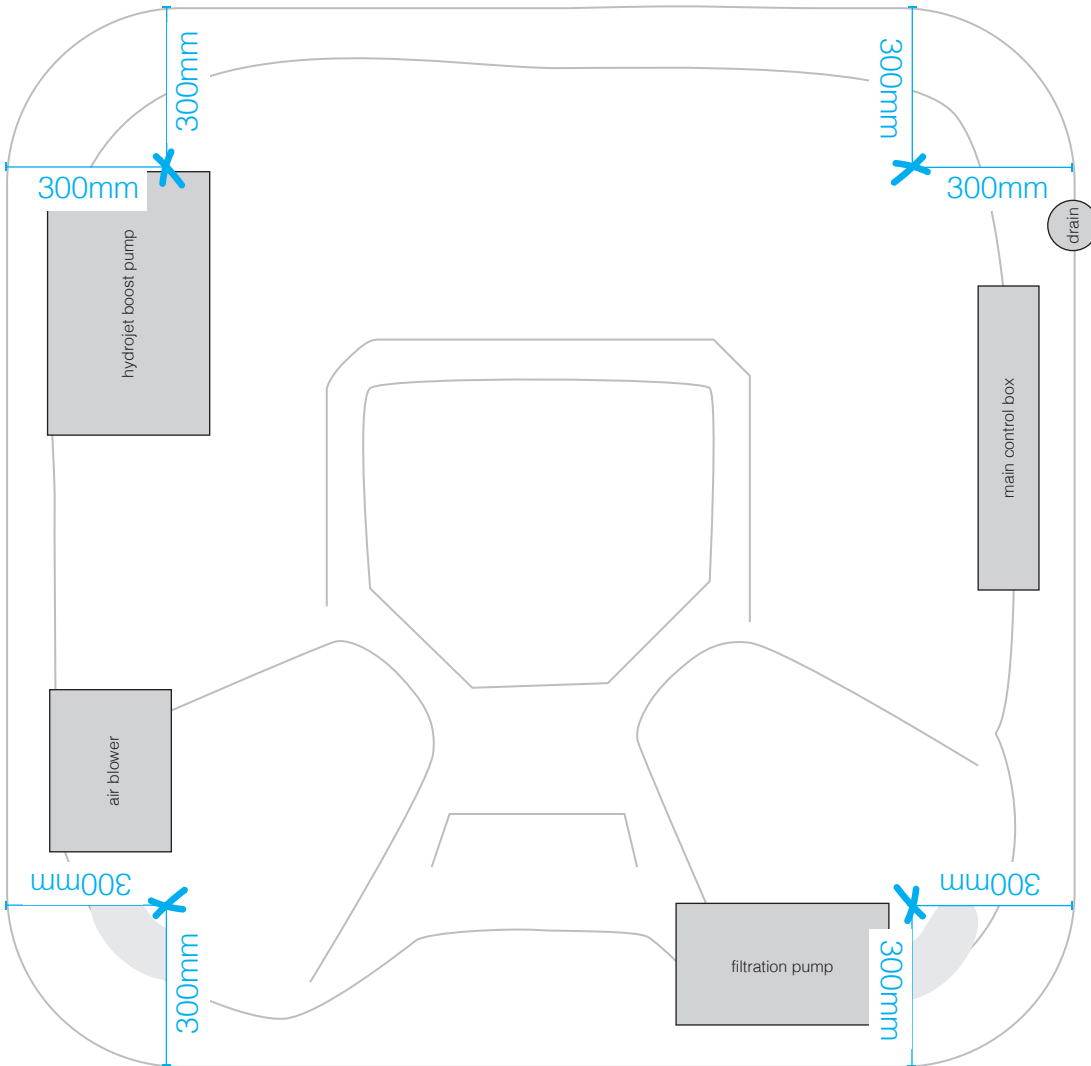 300mm
300mm
300mm
300mm
drain
hydrojet boost pump
main control box
air blower
300mm
300mm
filtration pump
300mm
300mm